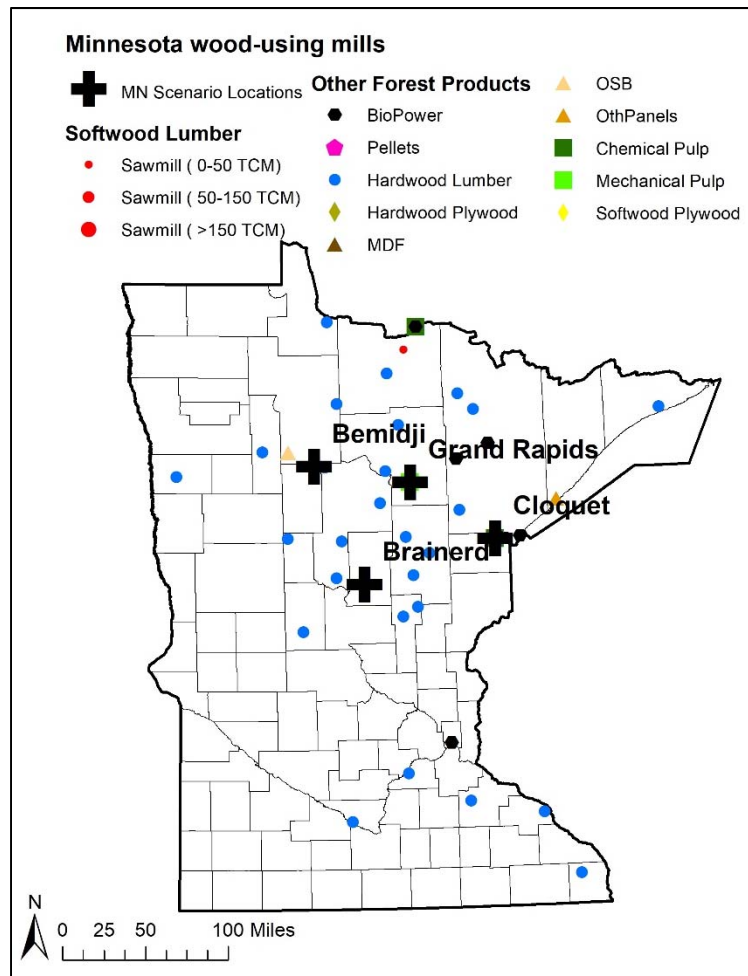 Minnesota wood-using mills
MN Scenario Locations
Softwood Lumber
Sawmill ( 0-50 TCM)
Sawmill ( 50-150 TCM)
Sawmill ( >150 TCM)
Other Forest Products
BioPower
Pellets
Hardwood Lumber
Hardwood Plywood
MDF
OSB
OthPanels
Chemical Pulp
Mechanical Pulp
Softwood Plywood
Bemidji
Grand Rapids
Cloquet
Brainerd
N
0 25 50 100 Miles